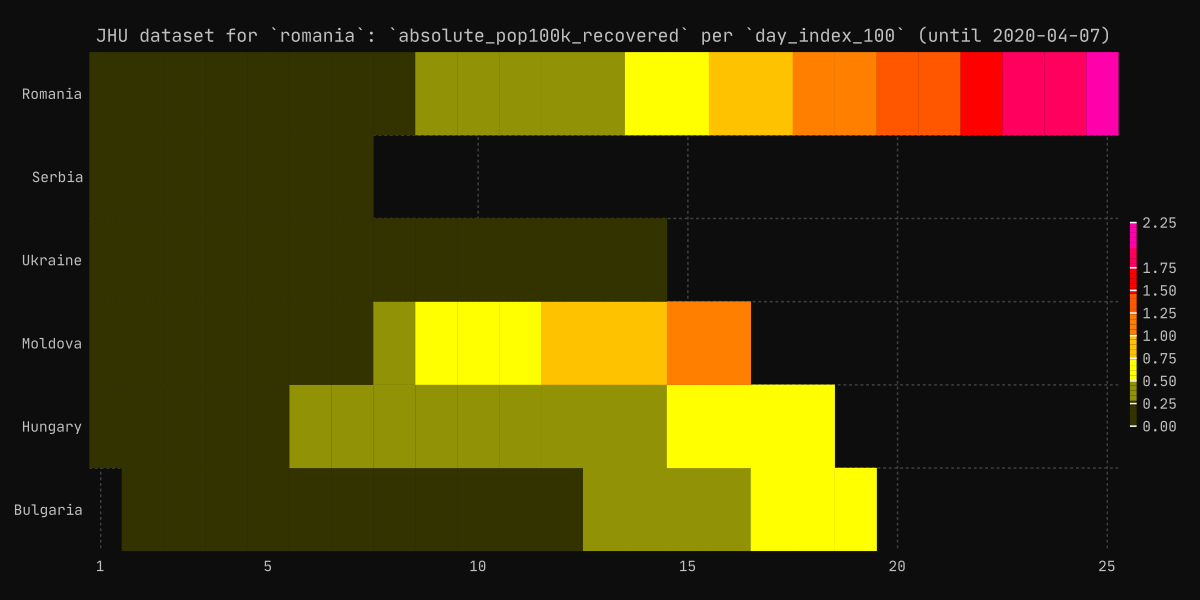 JHU dataset for `romania`: `absolute_pop100k_recovered` per `day_index_100` (until 2020-04-07)
Romania
Serbia
Ukraine
Moldova
Hungary
Bulgaria
2.25
1.75
1.50
1.25
1.00
0.75
0.50
0.25
0.00
1 5 10 15 20 25